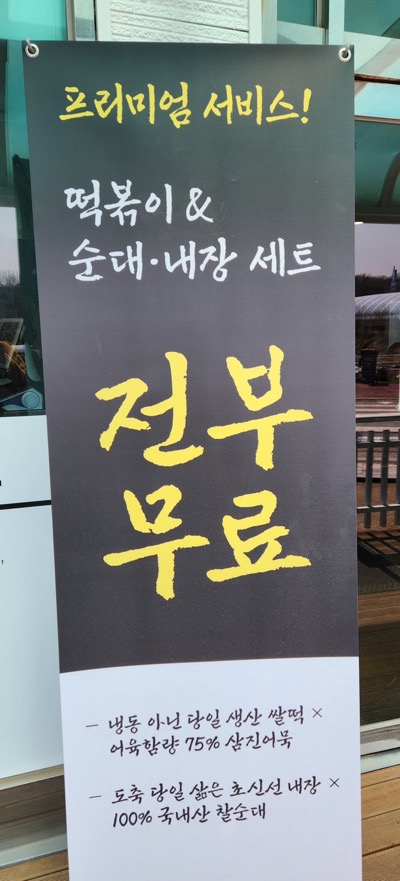 프리미엄 서비스!
떡볶이 &
순대·내장 세트
전부
무료
- 냉동 아닌 당일 생산 쌀떡 ×
어육함량 75% 삼진어묵
- 도축 당일 삶은 초신선 내장 ×
100% 국내산 찰순대